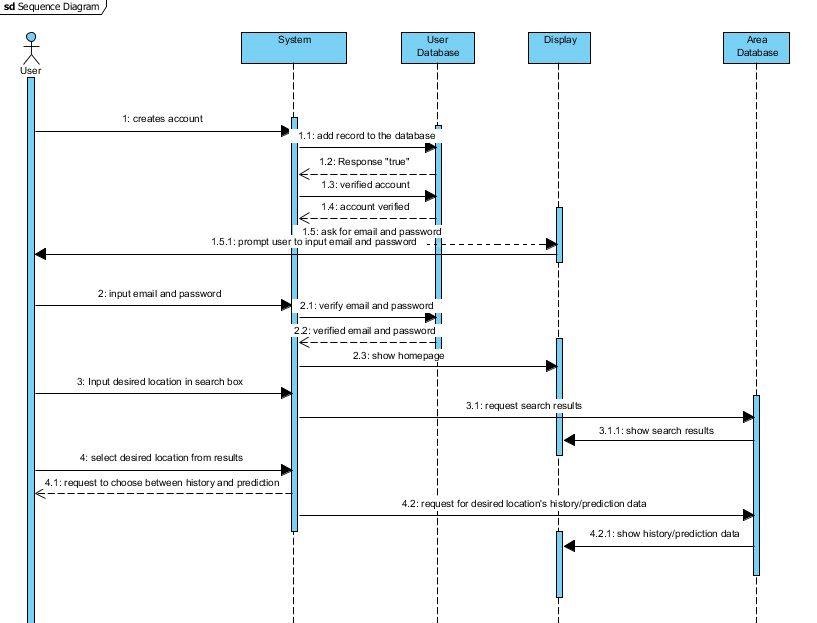 sd Sequence Diagram
User
System
User
Database
Display
Area
Database
1: creates account
1.1: add record to the database
1.2: Response "true"
1.3: verified account
1.4: account verified
1.5: ask for email and password
1.5.1: prompt user to input email and password
2: input email and password
2.1: verify email and password
2.2: verified email and password
2.3: show homepage
3: Input desired location in search box
3.1: request search results
3.1.1: show search results
4: select desired location from results
4.1: request to choose between history and prediction
4.2: request for desired location's history/prediction data
4.2.1: show history/prediction data